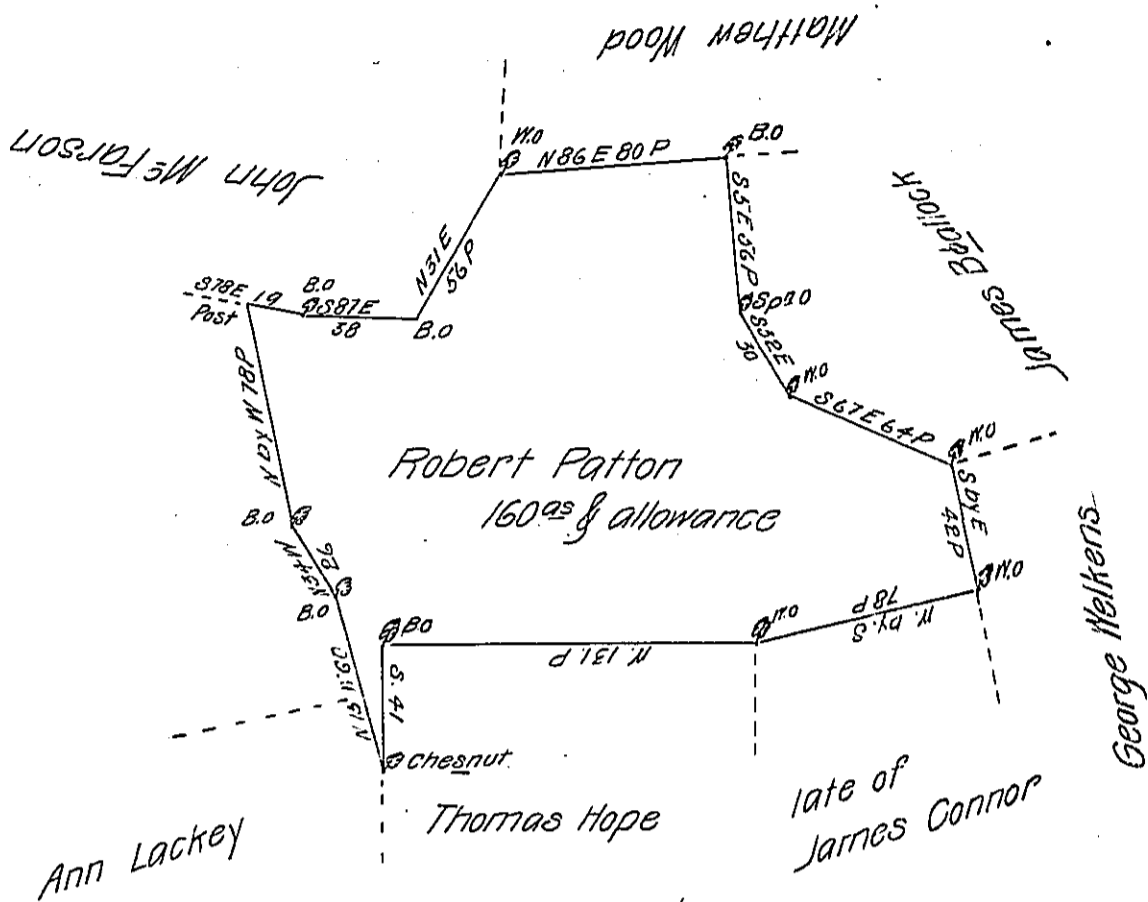 Matthew Wood
John McFarson
W.O
N86E 80P
B.O
N31E
56P
S5E 56P
S78E
19
Post
B.O
S87E
38
B.O
Sp.O
S32E
30
W.O
S67E 64P
W.O
James
N by W 78P
Robert Patton
160as & allowance
S by E
42P
B.O
26
N34W
B.O
W.O
78P
W. by. S
B.O
W.O
W. 131. P
S. 41
N15W 60
Chesnut
George Welkens
Ann Lackey
Thomas Hope
late of
James Connor